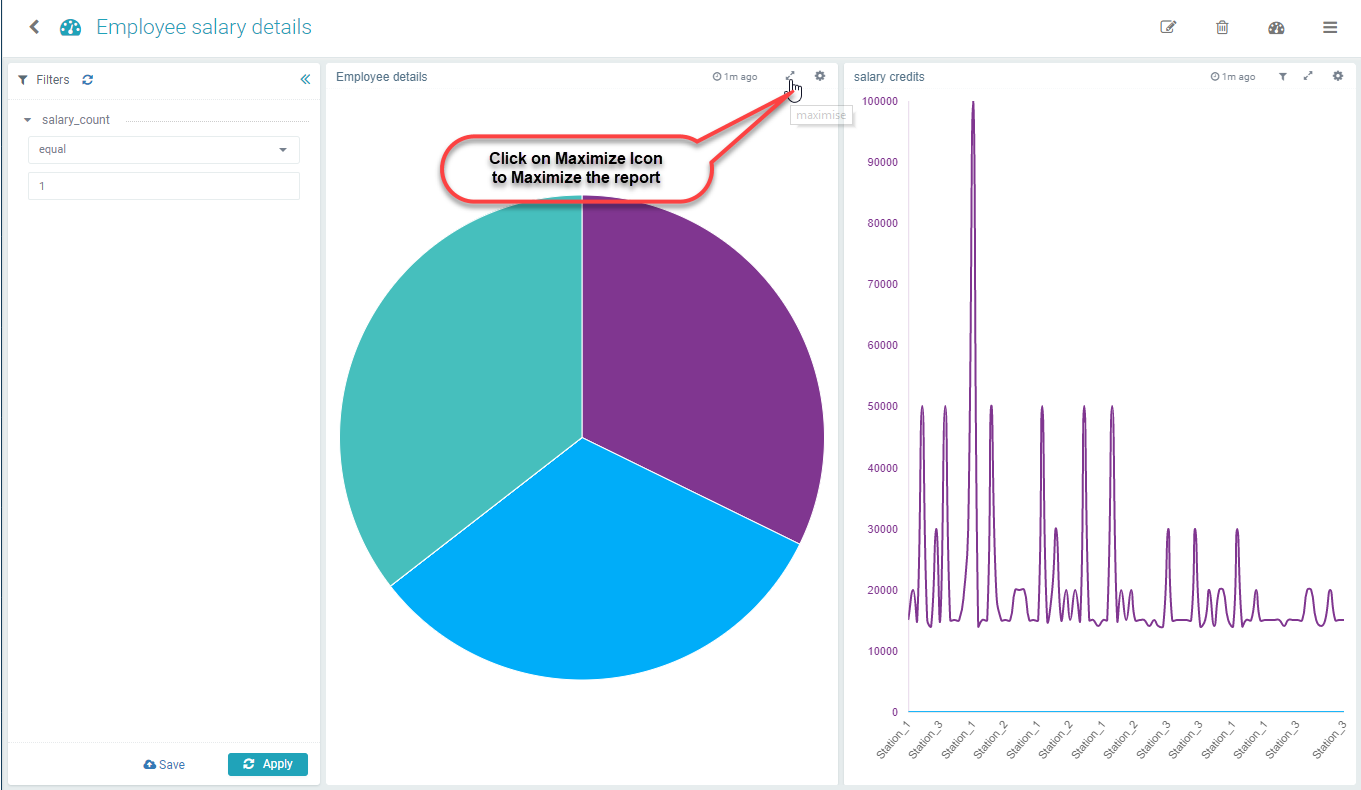 Employee salary details
Filters
salary_count
equal
1
Save
Apply
Employee details
1m ago
maximise
Click on Maximize Icon
to Maximize the report
salary credits
1m ago
100000
90000
80000
70000
60000
50000
40000
30000
20000
10000
0
Station_1
Station_3
Station_1
Station_2
Station_1
Station_2
Station_1
Station_2
Station_3
Station_3
Station_1
Station_1
Station_3
Station_3